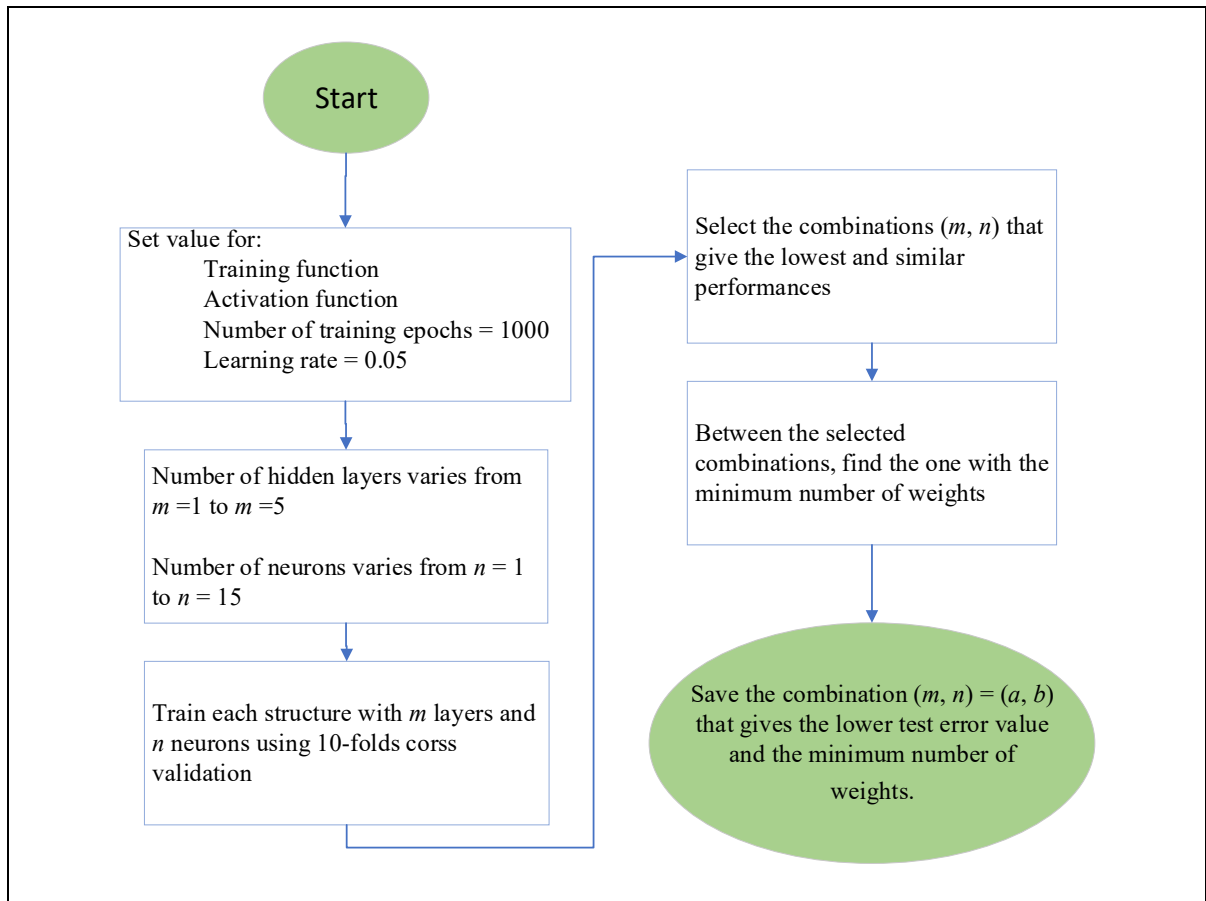 Start
Set value for:
Training function
Activation function
Number of training epochs = 1000
Learning rate = 0.05
Number of hidden layers varies from
m =1 to m =5
Number of neurons varies from n = 1
to n = 15
Train each structure with m layers and
n neurons using 10-folds corss
validation
Select the combinations (m, n) that
give the lowest and similar
performances
Between the selected
combinations, find the one with the
minimum number of weights
Save the combination (m, n) = (a, b)
that gives the lower test error value
and the minimum number of
weights.